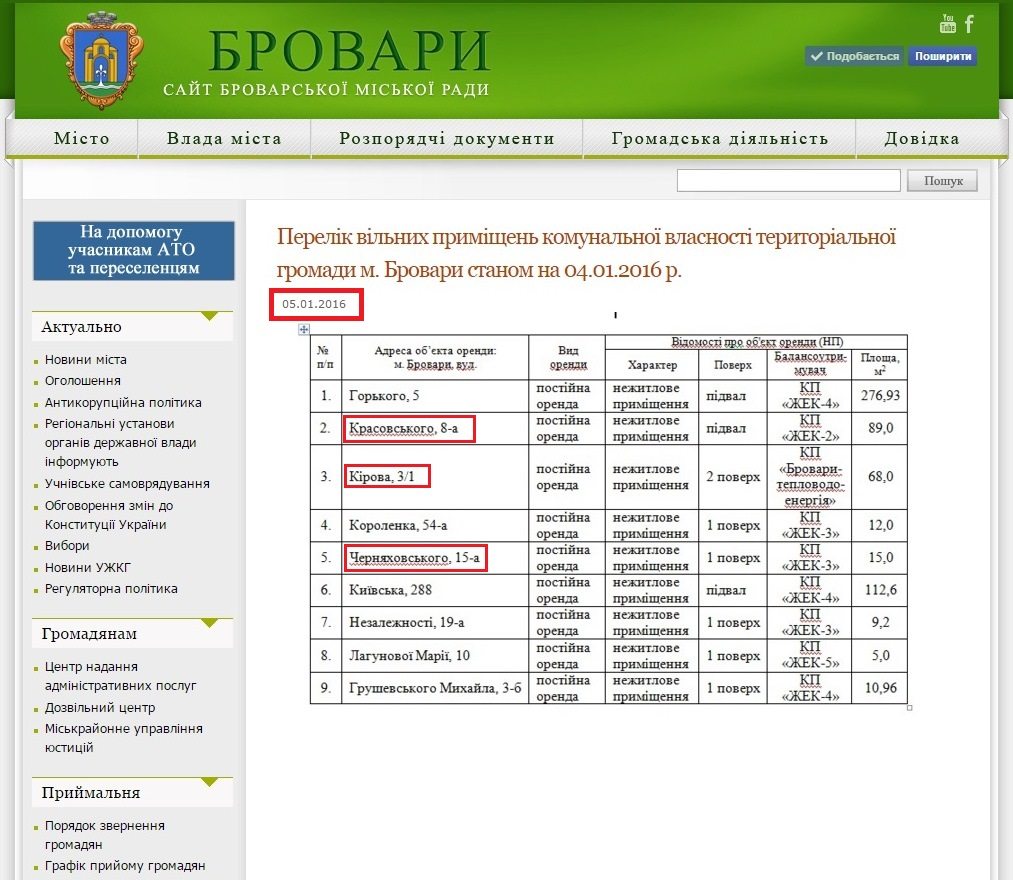 БРОВАРИ
САЙТ БРОВАРСЬКОЇ МІСЬКОЇ РАДИ
You
Tube
Подобається Поширити
Місто Влада міста Розпорядчі документи Громадська діяльність Довідка
Пошук
На допомогу
учасникам АТО
та переселенцям
Актуально
Новини міста
Оголошення
Антикорупційна політика
Регіональні установи
органів державної влади
інформують
Учнівське самоврядування
Обговорення змін до
Конституції України
Вибори
Новини УЖКГ
Регуляторна політика
Громадянам
Центр надання
адміністративних послуг
Дозвільний центр
Міськрайонне управління
юстицій
Приймальня
Порядок звернення
громадян
Графік прийому громадян
Перелік вільних приміщень комунальної власності територіальної
громади м. Бровари станом на 04.01.2016 р.
05.01.2016
№
п/п
Адреса об'єкта оренди:
м. Бровари, вул.
Вид
оренди
Відомості про об'єкт оренди (НП)
Характер
Поверх
Балансоутри-
мувач
Площа,
м2
1. Горького, 5 постійна оренда нежитлове приміщення підвал КП «ЖЕК-4» 276,93
2. Красовського, 8-а постійна оренда нежитлове приміщення підвал КП «ЖЕК-2» 89,0
3. Кірова, 3/1 постійна оренда нежитлове приміщення 2 поверх КП «Бровари-тепловодо-енергія» 68,0
4. Короленка, 54-а постійна оренда нежитлове приміщення 1 поверх КП «ЖЕК-3» 12,0
5. Черняховського, 15-а постійна оренда нежитлове приміщення 1 поверх КП «ЖЕК-3» 15,0
6. Київська, 288 постійна оренда нежитлове приміщення підвал КП «ЖЕК-4» 112,6
7. Незалежності, 19-а постійна оренда нежитлове приміщення 1 поверх КП «ЖЕК-3» 9,2
8. Лагунової Марії, 10 постійна оренда нежитлове приміщення 1 поверх КП «ЖЕК-5» 5,0
9. Грушевського Михайла, 3-б постійна оренда нежитлове приміщення 1 поверх КП «ЖЕК-4» 10,96